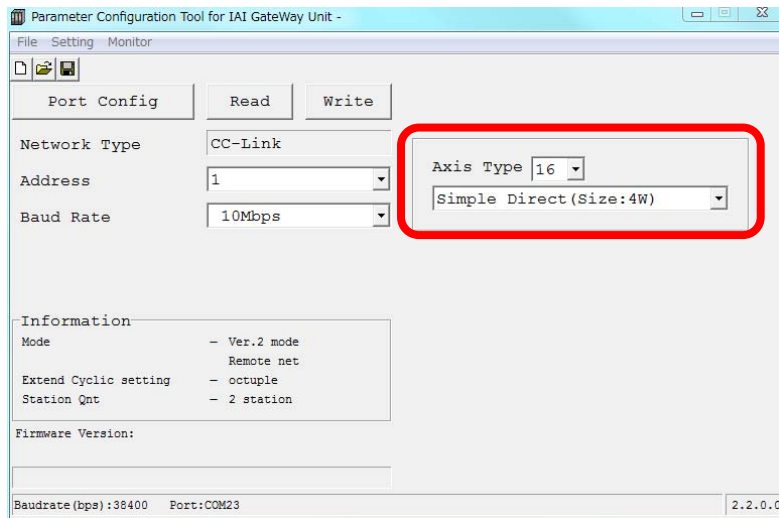 Parameter Configuration Tool for IAI GateWay Unit -
File Setting Monitor
Port Config Read Write
Network Type CC-Link
Address 1
Baud Rate 10Mbps
Axis Type 16
Simple Direct(Size:4W)
Information
Mode — Ver.2 mode
Remote net
Extend Cyclic setting — octuple
Station Qnt — 2 station
Firmware Version:
Baudrate(bps):38400 Port:COM23 2.2.0.0